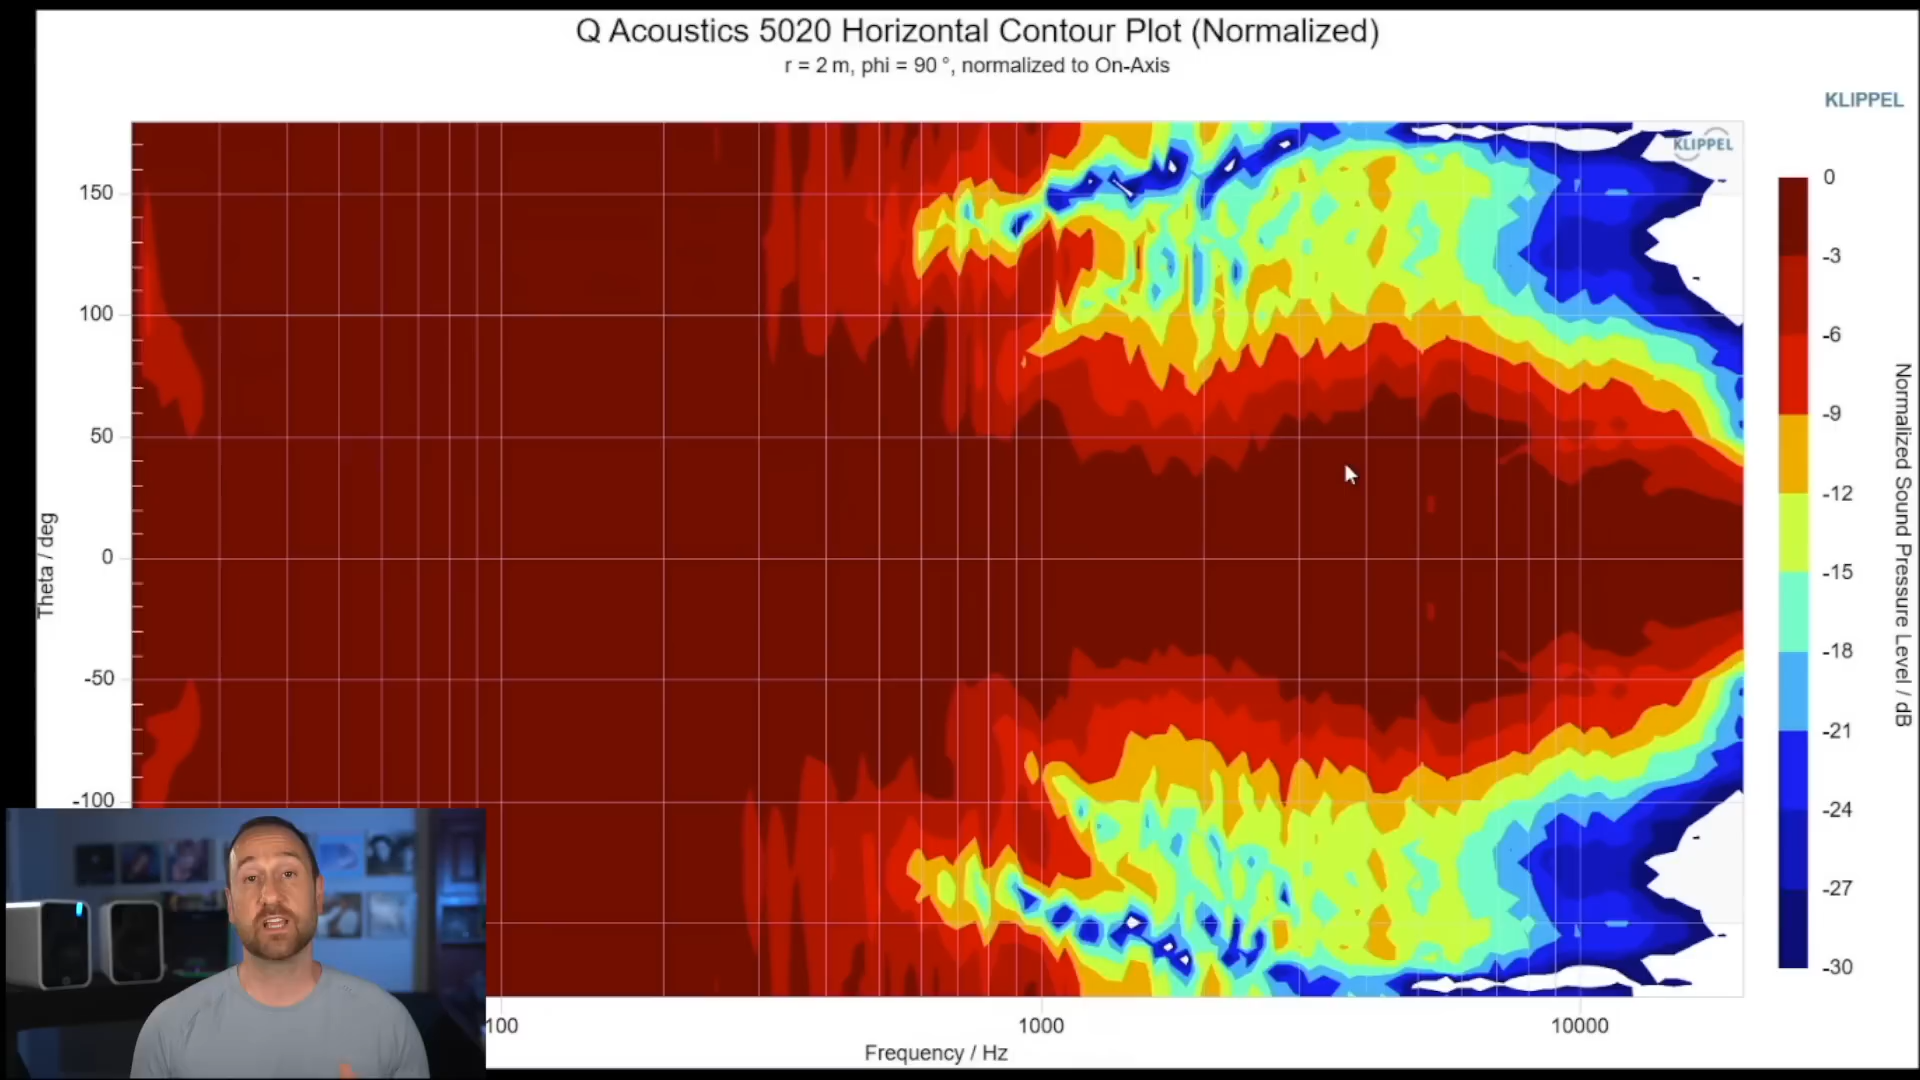 Q Acoustics 5020 Horizontal Contour Plot (Normalized)
r = 2 m, phi = 90 °, normalized to On-Axis
KLIPPEL
KLIPPEL
150
100
50
0
-50
-100
Theta / deg
0
-3
-6
-9
-12
-15
-18
-21
-24
-27
-30
Normalized Sound Pressure Level / dB
100
1000
10000
Frequency / Hz